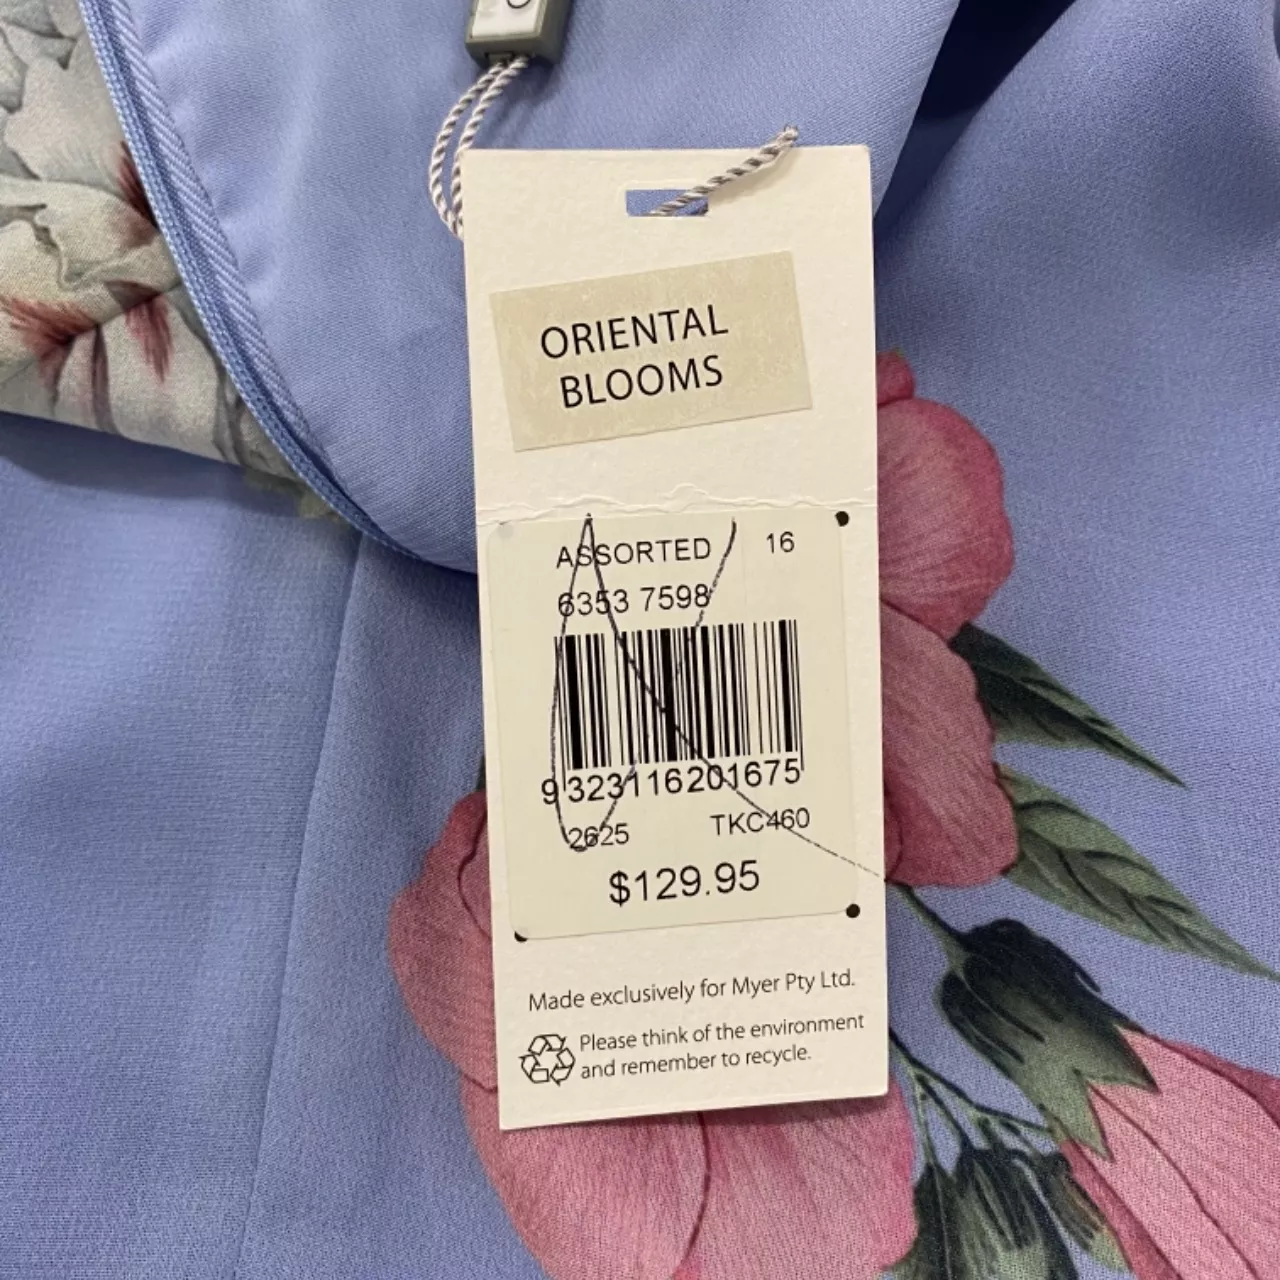 ORIENTAL
BLOOMS
ASSORTED 16
6353 7598
9 323116 201675
2625 TKC460
$129.95
Made exclusively for Myer Pty Ltd.
Please think of the environment
and remember to recycle.